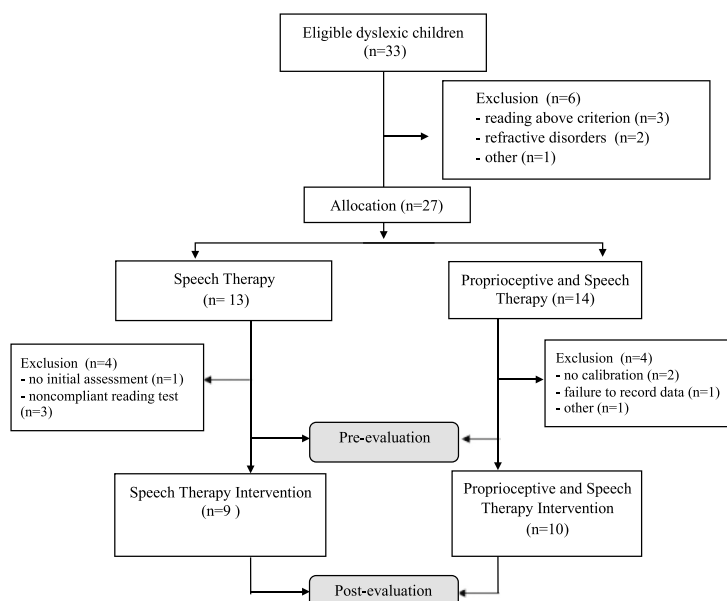 Eligible dyslexic children
(n=33)
Exclusion (n=6)
- reading above criterion (n=3)
- refractive disorders (n=2)
- other (n=1)
Allocation (n=27)
Speech Therapy
(n= 13)
Proprioceptive and Speech
Therapy (n=14)
Exclusion (n=4)
- no initial assessment (n=1)
- noncompliant reading test
(n=3)
Exclusion (n=4)
- no calibration (n=2)
- failure to record data (n=1)
- other (n=1)
Pre-evaluation
Speech Therapy Intervention
(n=9 )
Proprioceptive and Speech
Therapy Intervention
(n=10)
Post-evaluation